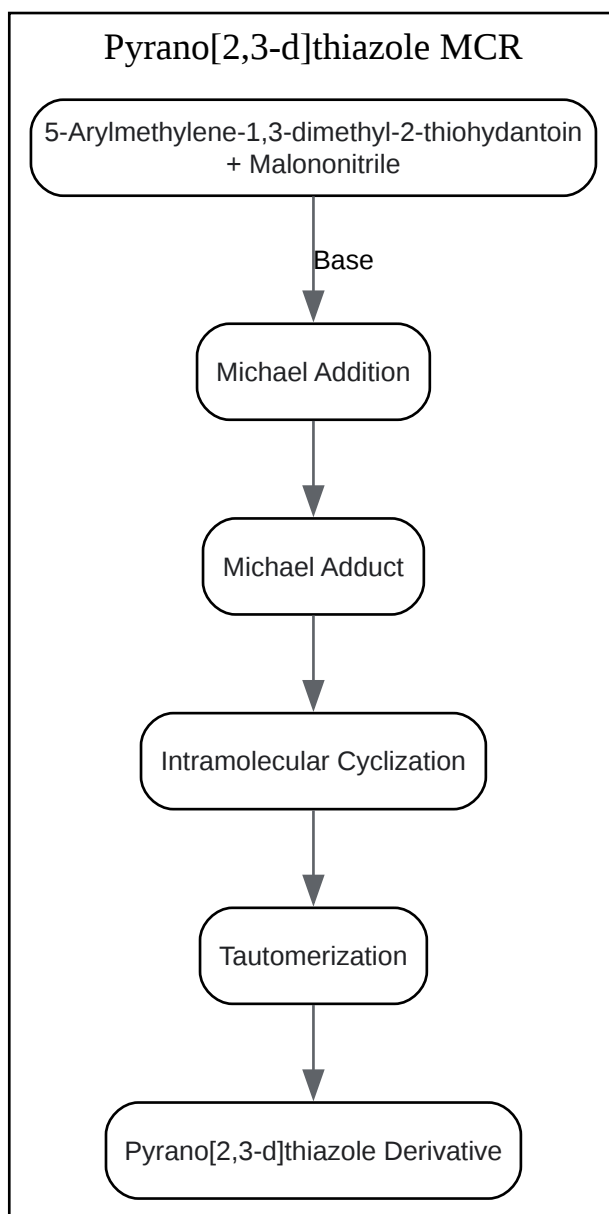 Pyrano[2,3-d]thiazole MCR
5-Arylmethylene-1,3-dimethyl-2-thiohydantoin
+ Malononitrile
Base
Michael Addition
Michael Adduct
Intramolecular Cyclization
Tautomerization
Pyrano[2,3-d]thiazole Derivative